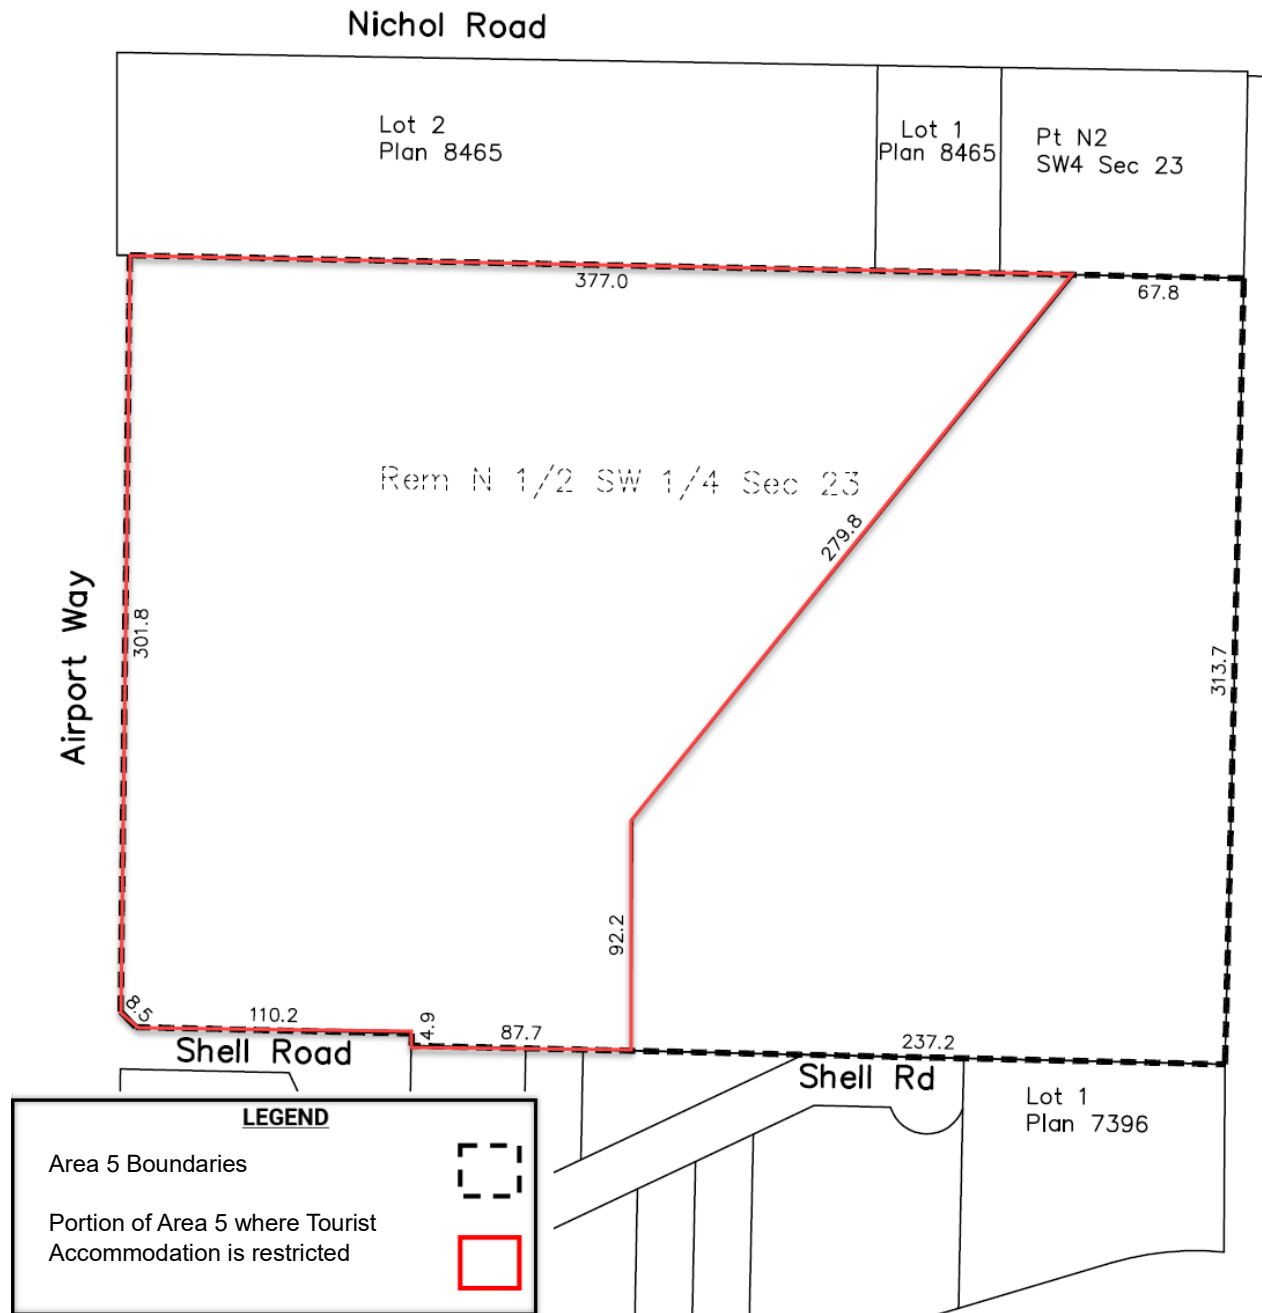 Nichol Road
Lot 2
Plan 8465
Lot 1
Plan 8465
Pt N2
SW4 Sec 23
377.0
67.8
Rem N 1/2 SW 1/4 Sec 23
279.8
Airport Way
301.8
313.7
92.2
8.5
110.2
4.9
87.7
237.2
Shell Road
Shell Rd
Lot 1
Plan 7396
LEGEND
Area 5 Boundaries
Portion of Area 5 where Tourist
Accommodation is restricted